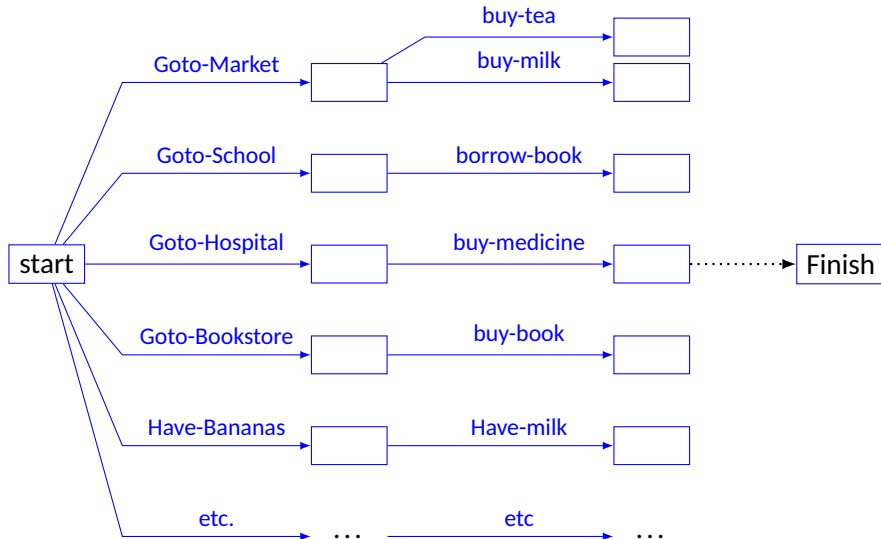 buy-tea
Goto-Market
buy-milk
Goto-School
borrow-book
Goto-Hospital
buy-medicine
start
Finish
Goto-Bookstore
buy-book
Have-Bananas
Have-milk
etc.
...
etc
...